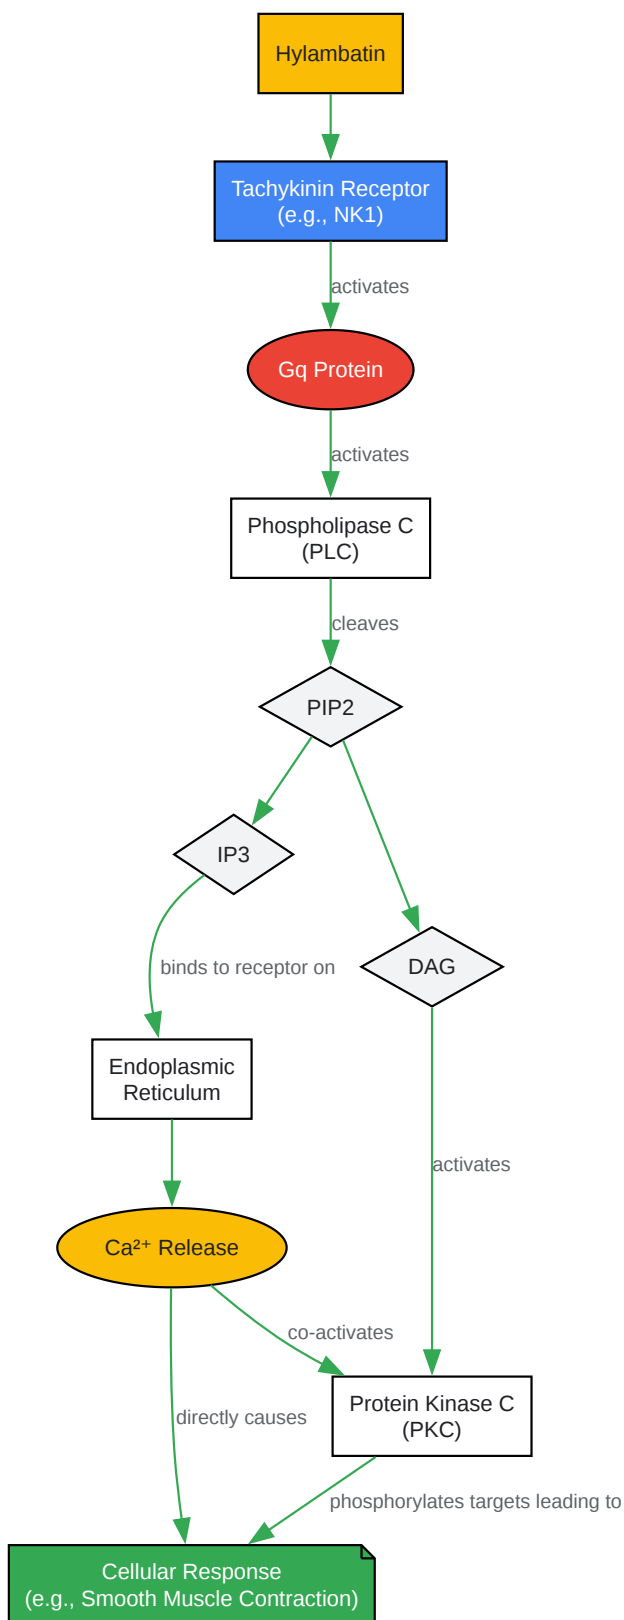 Hylambatin
Tachykinin Receptor
(e.g., NK1)
activates
Gq Protein
activates
Phospholipase C
(PLC)
cleaves
PIP2
IP3
binds to receptor on
DAG
Endoplasmic
Reticulum
activates
Ca²⁺ Release
co-activates
Protein Kinase C
(PKC)
directly causes
phosphorylates targets leading to
Cellular Response
(e.g., Smooth Muscle Contraction)